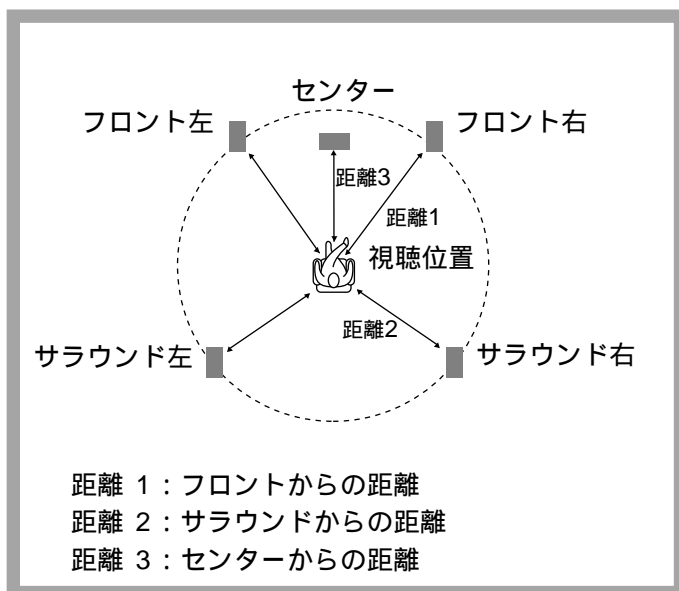 センター
フロント左
フロント右
距離3
距離1
視聴位置
距離2
サラウンド左
サラウンド右
距離 1：フロントからの距離
距離 2：サラウンドからの距離
距離 3：センターからの距離